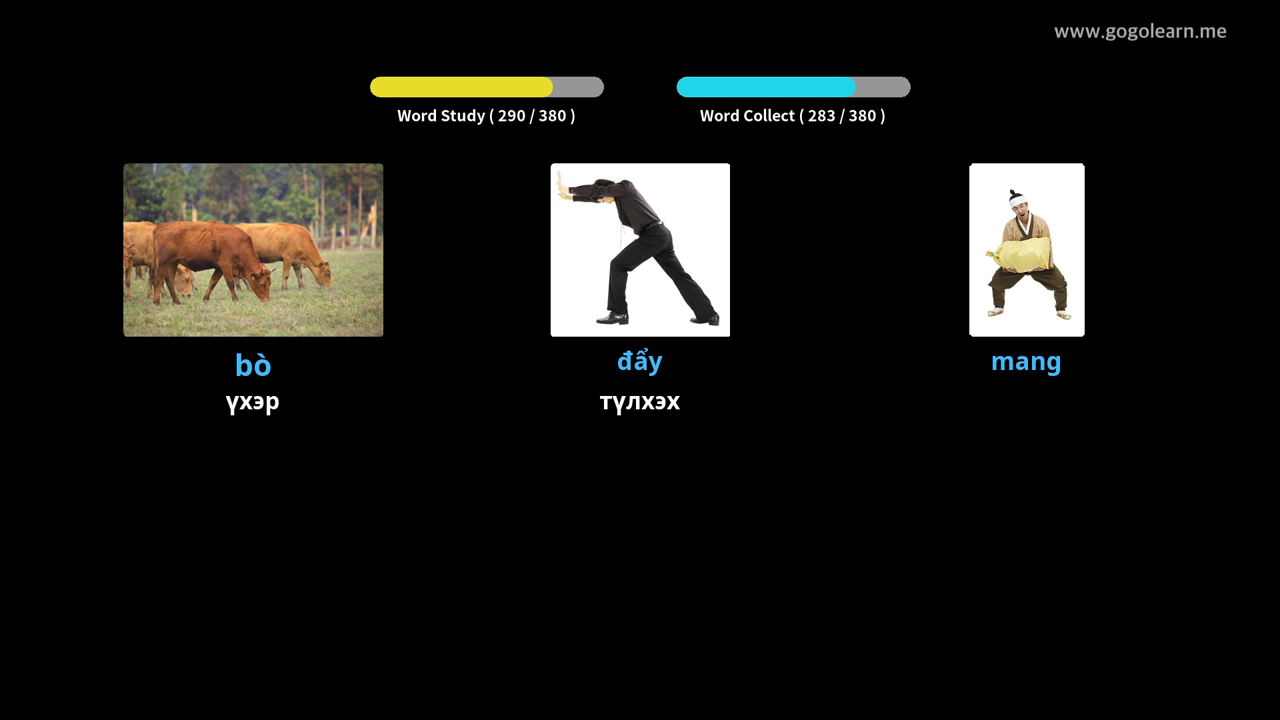 www.gogolearn.me
Word Study ( 290 / 380 )
Word Collect ( 283 / 380 )
bò
үхэр
đẩy
түлхэх
mang